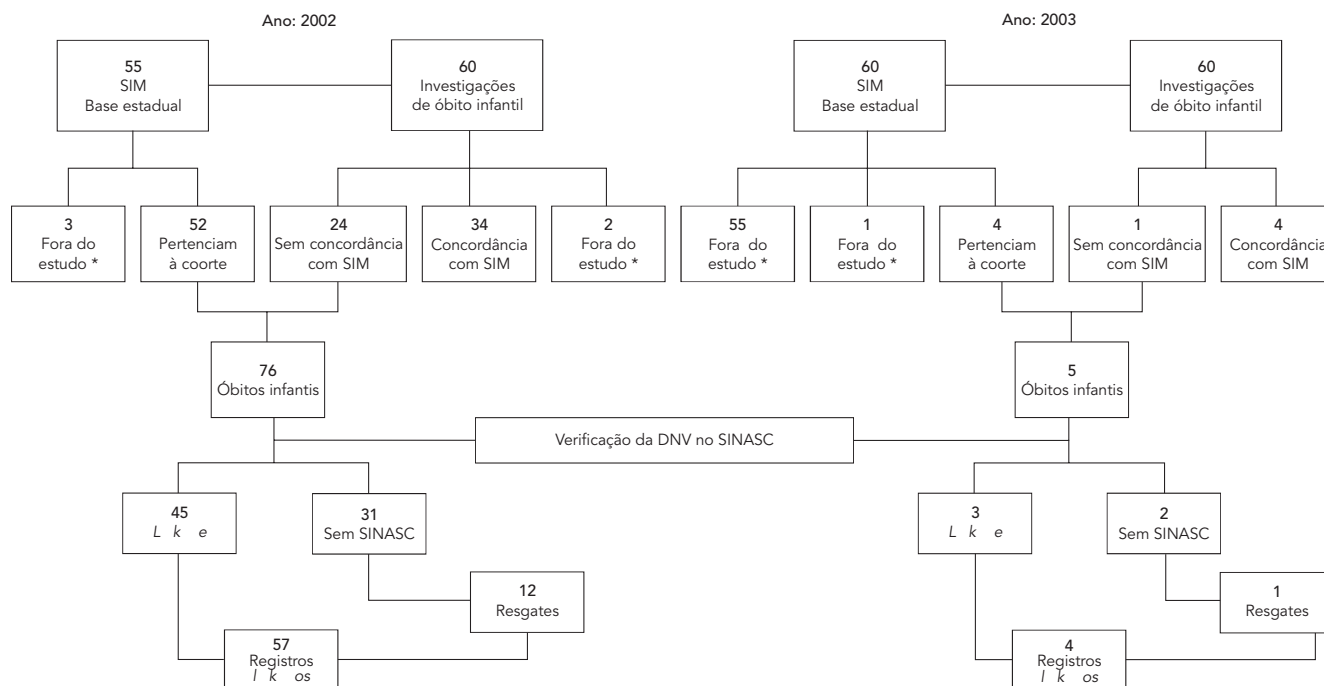 Ano: 2002
55
SIM
Base estadual
60
Investigações
de óbito infantil
3
Fora do
estudo *
52
Pertenciam
à coorte
24
Sem concordância
com SIM
34
Concordância
com SIM
2
Fora do
estudo *
76
Óbitos infantis
Ano: 2003
60
SIM
Base estadual
60
Investigações
de óbito infantil
55
Fora do
estudo *
1
Fora do
estudo *
4
Pertenciam
à coorte
1
Sem concordância
com SIM
4
Concordância
com SIM
5
Óbitos infantis
Verificação da DNV no SINASC
45
L k e
31
Sem SINASC
12
Resgates
57
Registros
l k os
3
L k e
2
Sem SINASC
1
Resgates
4
Registros
l k os